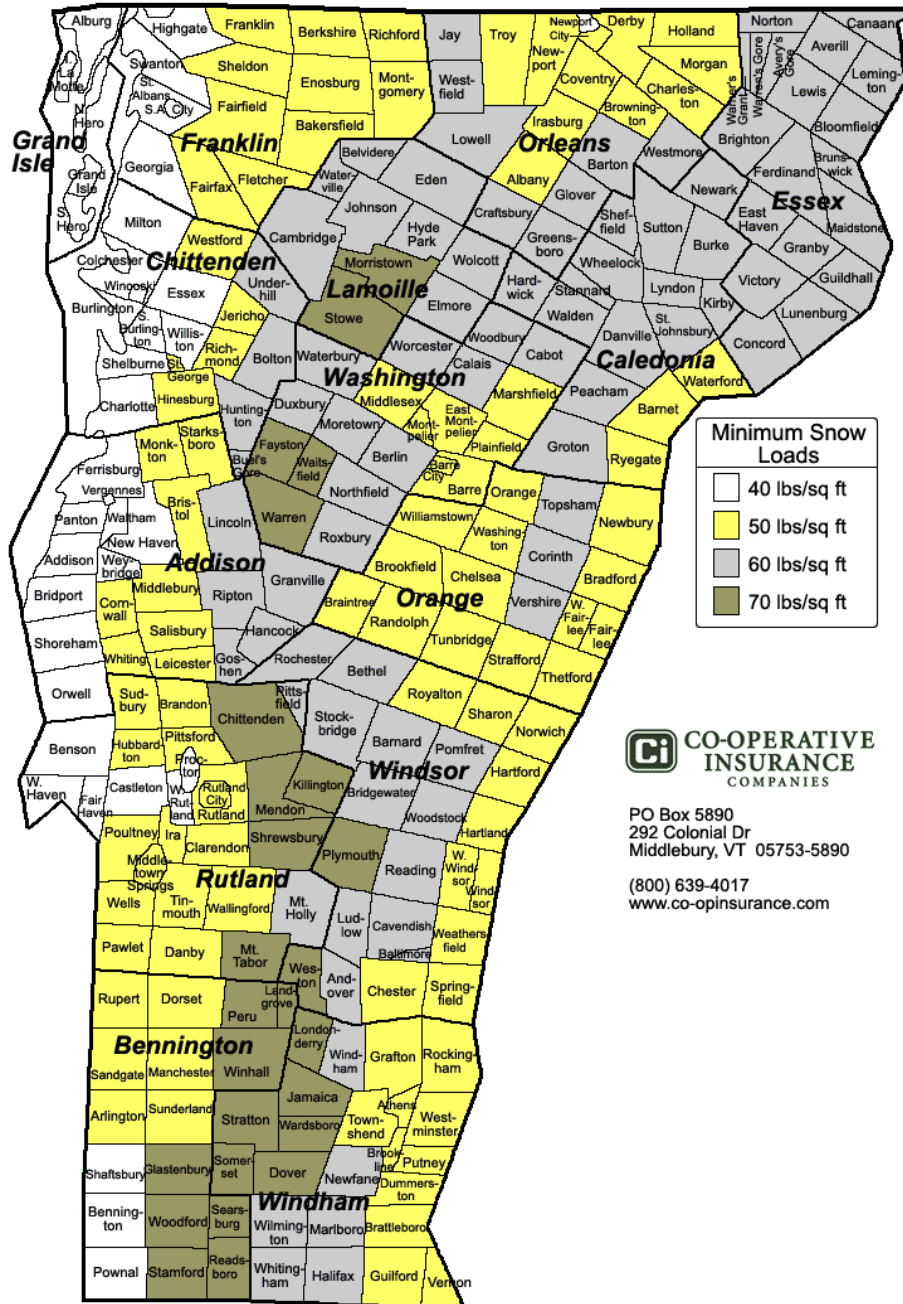 Alburg
Highgate
Franklin
Berkshire
Richford
Jay
Troy
Newport
City
Derby
Holland
Norton
Canaan
I.
La
Motte
Swanton
Sheldon
Enosburg
Mont-
gomery
West-
field
New-
port
Coventry
Morgan
Charles-
ton
Warner's
Grant
Warren's Gore
Avery's
Gore
Averill
Lewis
Leming-
ton
N.
Hero
St.
Albans
S.A. City
Fairfield
Bakersfield
Lowell
Irasburg
Brown-
ington
Brighton
Bloomfield
Grand
Isle
Franklin
Orleans
Grand
Isle
Georgia
Fairfax
Fletcher
Belvidere
Water-
ville
Eden
Albany
Barton
Westmore
Ferdinand
Bruns-
wick
Essex
S.
Hero
Milton
Westford
Cambridge
Johnson
Hyde
Park
Craftsbury
Glover
Shef-
field
Newark
East
Haven
Maidstone
Colchester
Chittenden
Under-
hill
Morristown
Wolcott
Greens-
boro
Wheelock
Sutton
Burke
Granby
Winooski
Essex
Lamoille
Elmore
Hard-
wick
Stannard
Lyndon
Kirby
Victory
Guildhall
Burlington
S.
Burling-
ton
Willis-
ton
Jericho
Stowe
Walden
St.
Johnsbury
Lunenburg
Rich-
mond
Bolton
Waterbury
Worcester
Woodbury
Danville
Concord
Shelburne
St.
George
Calais
Cabot
Caledonia
Washington
Waterford
Charlotte
Hinesburg
Hunting-
ton
Duxbury
Middlesex
Marshfield
Peacham
Barnet
Moretown
Mont-
pelier
East
Mont-
pelier
Plainfield
Groton
Ryegate
Ferrisburg
Monk-
ton
Starks-
boro
Buel's
Gore
Fayston
Waits-
field
Berlin
Barre
City
Barre
Orange
Topsham
Vergennes
Panton
Waltham
Bris-
tol
Lincoln
Warren
Northfield
Williamstown
Washing-
ton
Newbury
New Haven
Addison
Wey-
bridge
Addison
Roxbury
Brookfield
Chelsea
Corinth
Bradford
Bridport
Corn-
wall
Middlebury
Ripton
Granville
Braintree
Randolph
Orange
Vershire
W.
Fair-
lee
Fair-
lee
Shoreham
Salisbury
Hancock
Tunbridge
Strafford
Whiting
Leicester
Gos-
hen
Rochester
Bethel
Thetford
Orwell
Sud-
bury
Brandon
Chittenden
Pitts-
field
Stock-
bridge
Royalton
Sharon
Norwich
Benson
Hubbard-
ton
Pittsford
Barnard
Pomfret
Proc-
tor
Windsor
Hartford
W.
Haven
Fair
Haven
Castleton
W.
Rut-
land
Rutland
City
Rutland
Mendon
Killington
Bridgewater
Woodstock
Hartland
Poultney
Ira
Clarendon
Shrewsbury
Plymouth
Reading
W.
Wind-
sor
Wind-
sor
Middle-
town
Springs
Rutland
Wells
Tin-
mouth
Wallingford
Mt.
Holly
Lud-
low
Cavendish
Weathers-
field
Baltimore
Pawlet
Danby
Mt.
Tabor
Wes-
ton
And-
over
Chester
Spring-
field
Rupert
Dorset
Peru
Land-
grove
London-
derry
Wind-
ham
Grafton
Rocking-
ham
Bennington
Sandgate
Manchester
Winhall
Jamaica
Athens
Arlington
Sunderland
Stratton
Wardsboro
Town-
shend
West-
minster
Shaftsbury
Glastenbury
Somer-
set
Dover
Brook-
line
Newfane
Putney
Dummers-
ton
Windham
Benning-
ton
Woodford
Sears-
burg
Wilming-
ton
Marlboro
Brattleboro
Pownal
Stamford
Reads-
boro
Whiting-
ham
Halifax
Guilford
Vernon
Minimum Snow
Loads
40 lbs/sq ft
50 lbs/sq ft
60 lbs/sq ft
70 lbs/sq ft
Ci
CO-OPERATIVE
INSURANCE
COMPANIES
PO Box 5890
292 Colonial Dr
Middlebury, VT 05753-5890
(800) 639-4017
www.co-opinsurance.com